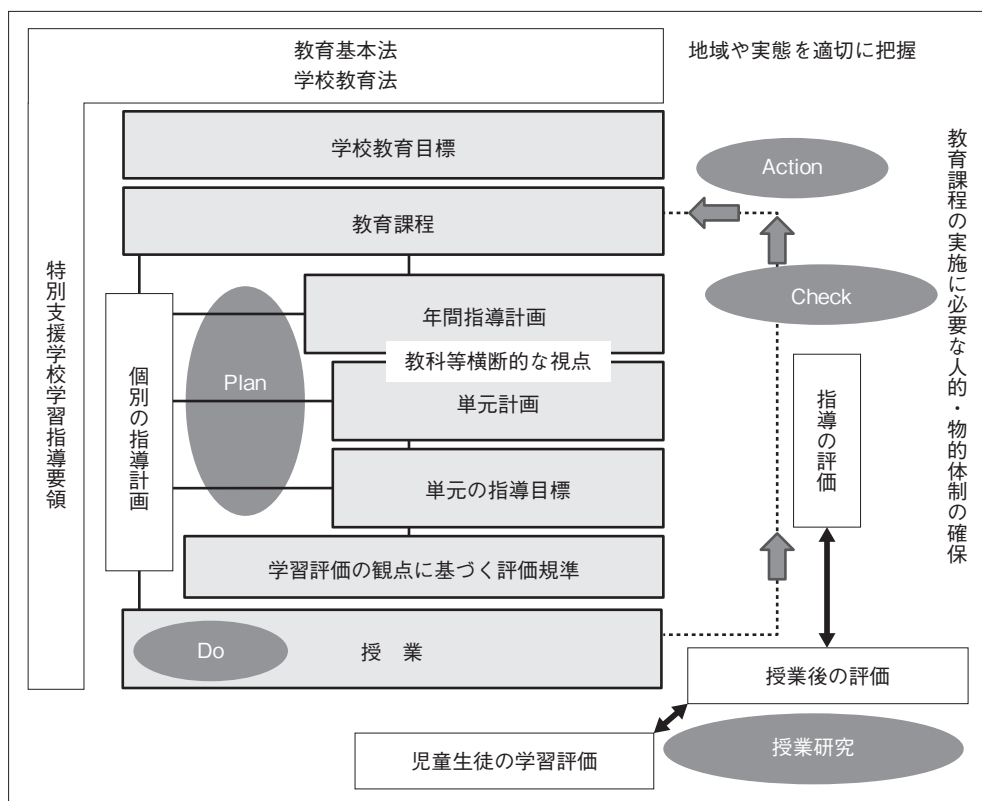 教育基本法
学校教育法
地域や実態を適切に把握
学校教育目標
Action
教育課程
教育課程の実施に必要な人的・物的体制の確保
特別支援学校学習指導要領
Check
年間指導計画
教科等横断的な視点
個別の指導計画
Plan
単元計画
指導の評価
単元の指導目標
学習評価の観点に基づく評価規準
Do
授　業
授業後の評価
児童生徒の学習評価
授業研究